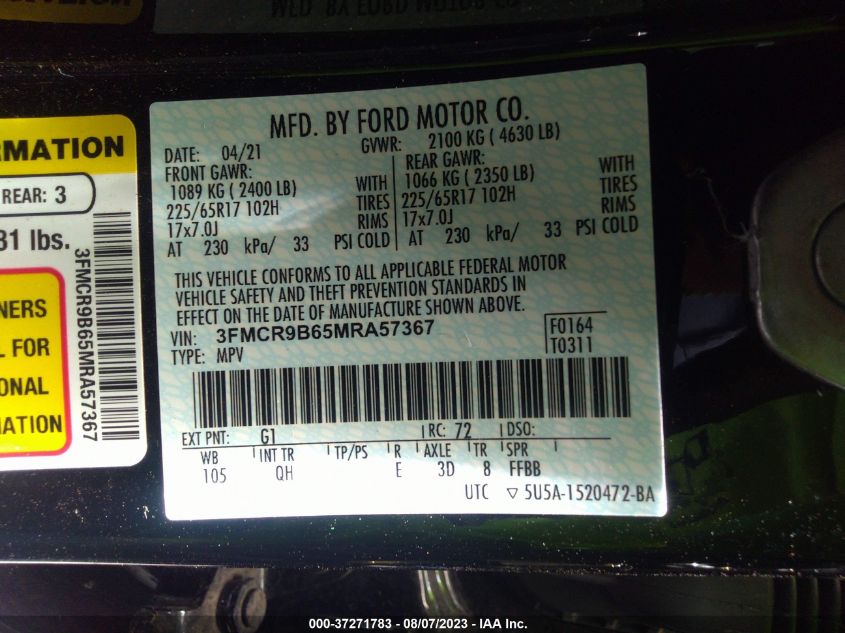 WLD BX EOBD WOLOB CO
MFD. BY FORD MOTOR CO.
DATE: 04/21 GVWR: 2100 KG ( 4630 LB)
FRONT GAWR: REAR GAWR:
1089 KG ( 2400 LB) WITH 1066 KG ( 2350 LB) WITH
225/65R17 102H TIRES 225/65R17 102H TIRES
17x7.0J RIMS 17x7.0J RIMS
AT 230 kPa/ 33 PSI COLD AT 230 kPa/ 33 PSI COLD
THIS VEHICLE CONFORMS TO ALL APPLICABLE FEDERAL MOTOR
VEHICLE SAFETY AND THEFT PREVENTION STANDARDS IN
EFFECT ON THE DATE OF MANUFACTURE SHOWN ABOVE.
VIN: 3FMCR9B65MRA57367 F0164
TYPE: MPV T0311
EXT PNT: G1 RC: 72 DSO:
WB INT TR TP/PS R AXLE TR SPR
105 QH E 3D 8 FFBB
UTC ▽ 5U5A-1520472-BA
RMATION
REAR: 3
31 lbs.
3FMCR9B65MRA57367
NERS
L FOR
ONAL
MATION
000-37271783 - 08/07/2023 - IAA Inc.